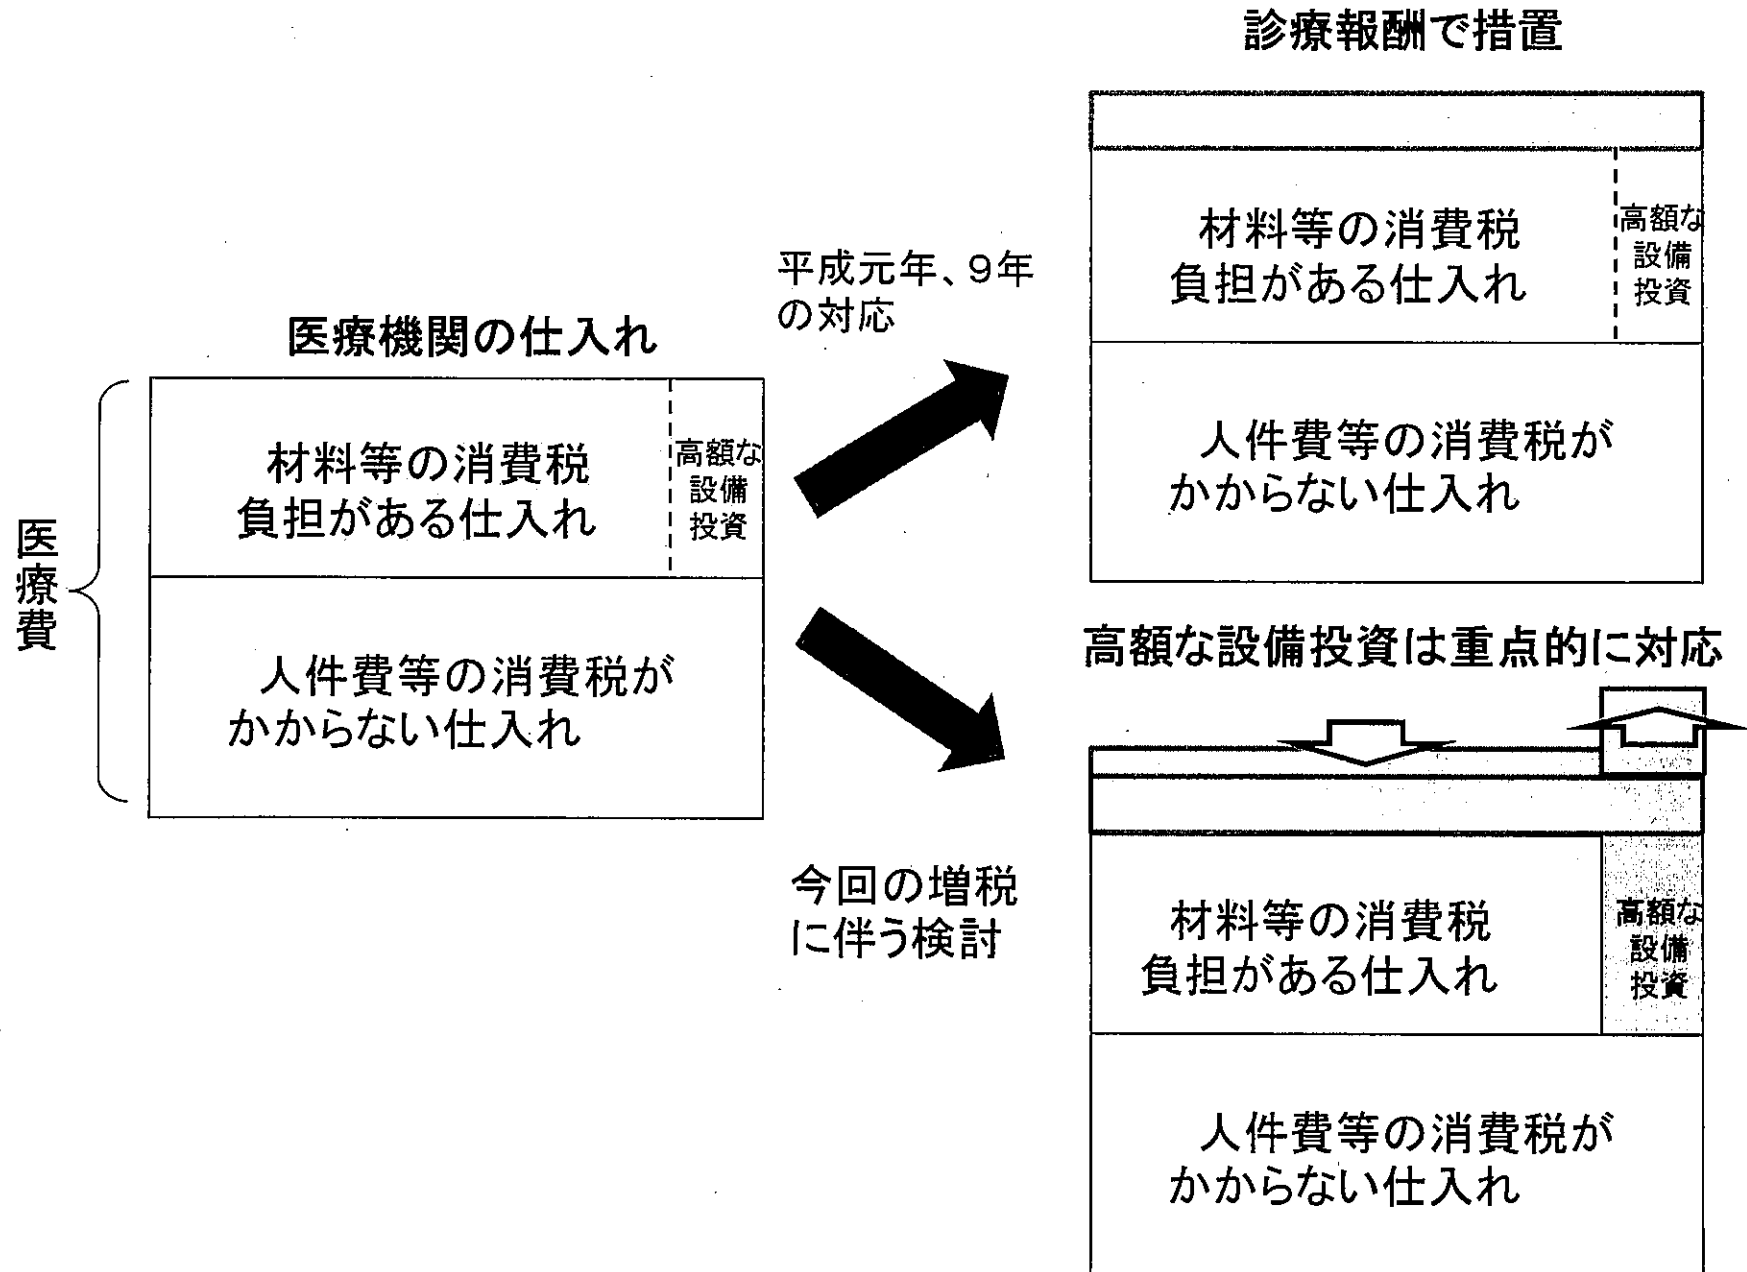 医療費
医療機関の仕入れ
材料等の消費税
負担がある仕入れ
高額な
設備
投資
人件費等の消費税が
かからない仕入れ
平成元年、9年
の対応
今回の増税
に伴う検討
診療報酬で措置
材料等の消費税
負担がある仕入れ
高額な
設備
投資
人件費等の消費税が
かからない仕入れ
高額な設備投資は重点的に対応
材料等の消費税
負担がある仕入れ
高額な
設備
投資
人件費等の消費税が
かからない仕入れ